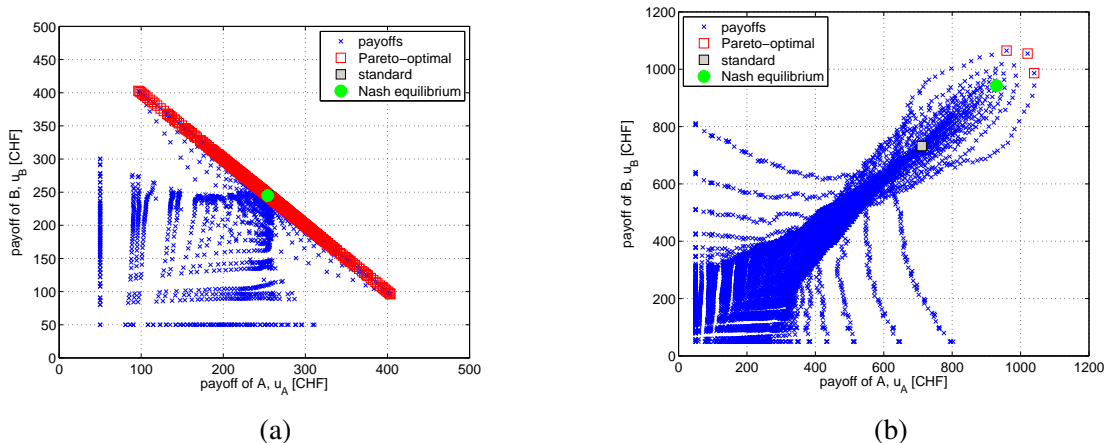 500
450
400
350
300
250
200
150
100
50
0
payoff of B, u_B [CHF]
payoffs
Pareto−optimal
standard
Nash equilibrium
0 100 200 300 400 500
payoff of A, u_A [CHF]
(a)
1200
1000
800
600
400
200
0
payoff of B, u_B [CHF]
payoffs
Pareto−optimal
standard
Nash equilibrium
0 200 400 600 800 1000 1200
payoff of A, u_A [CHF]
(b)